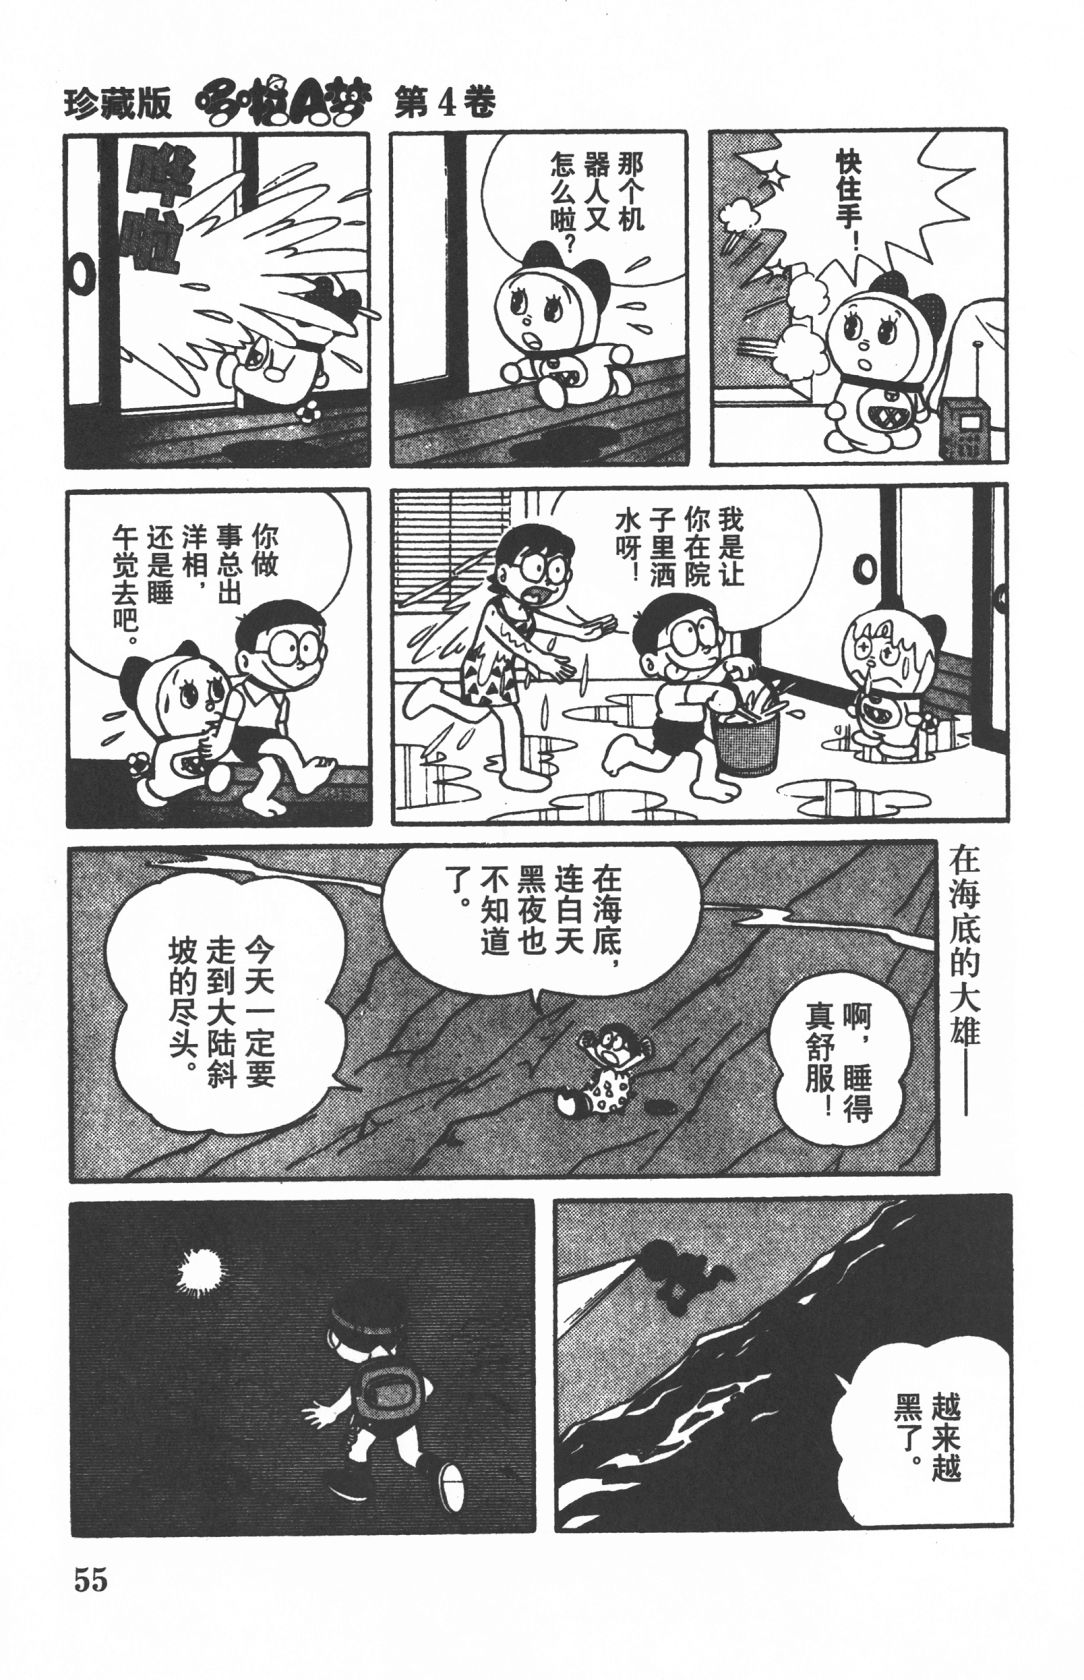 珍藏版 哆啦A梦 第4卷
快住手！
那个机
器人又
怎么啦？
哗啦
我是让
你在院
子里洒
水呀！
你做
事总出
洋相，
还是睡
午觉去吧。
在海底的大雄——
啊，睡得
真舒服！
在海底，
连白天
黑夜也
不知道
了。
今天一定要
走到大陆斜
坡的尽头。
越来越
黑了。
55